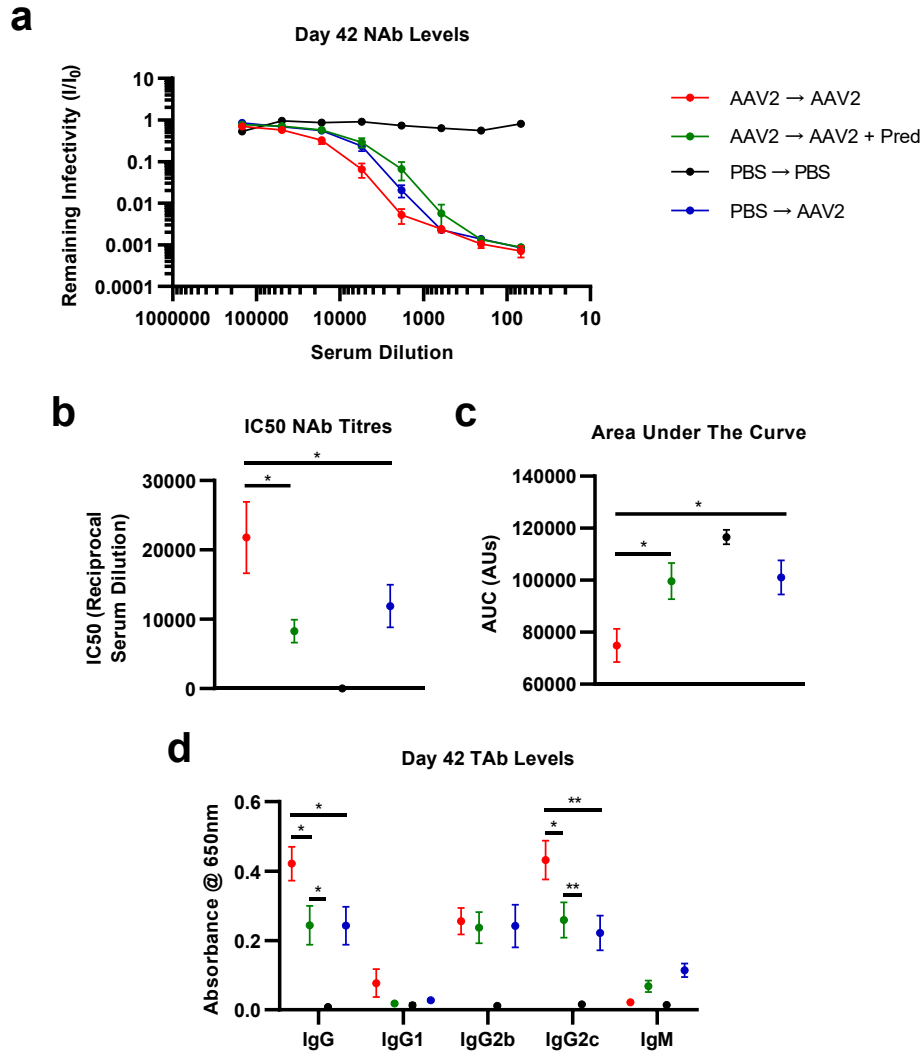 a
Day 42 NAb Levels
Remaining Infectivity (I/I₀)
10
1
0.1
0.01
0.001
0.0001
1000000 100000 10000 1000 100 10
Serum Dilution
AAV2 → AAV2
AAV2 → AAV2 + Pred
PBS → PBS
PBS → AAV2
b
IC50 NAb Titres
IC50 (Reciprocal
Serum Dilution)
30000
20000
10000
0
*
*
c
Area Under The Curve
AUC (AUs)
140000
120000
100000
80000
60000
*
*
d
Day 42 TAb Levels
Absorbance @ 650nm
0.6
0.4
0.2
0.0
*
*
*
**
*
**
IgG IgG1 IgG2b IgG2c IgM